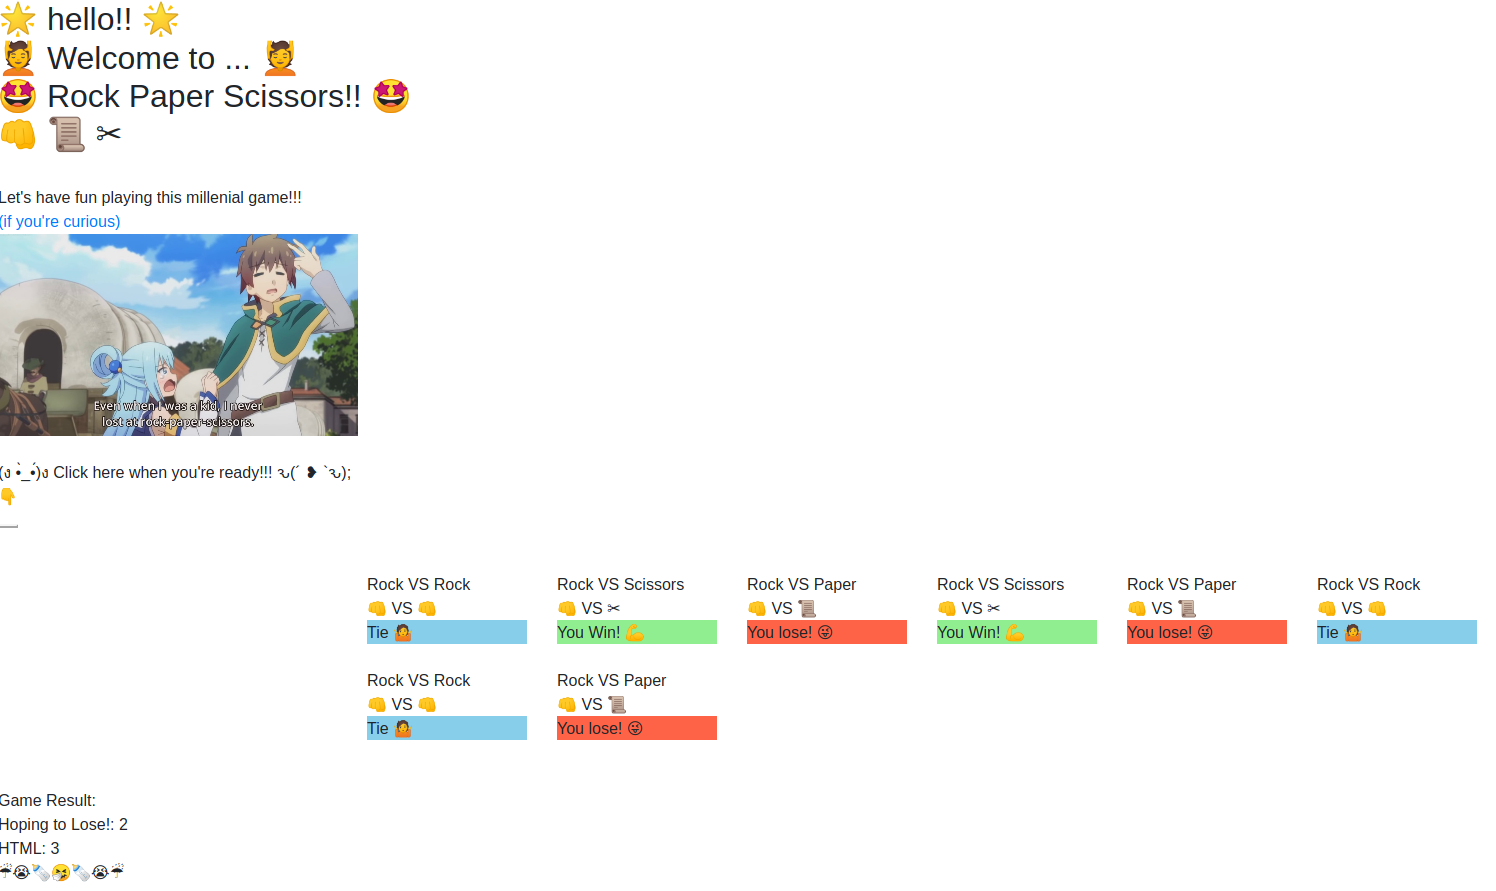 🌟 hello!! 🌟
💆 Welcome to ... 💆
🤩 Rock Paper Scissors!! 🤩
👊 📜 ✂
Let's have fun playing this millenial game!!!
(if you're curious)
Even when I was a kid, I never
lost at rock-paper-scissors.
(ง •̀_•́)ง Click here when you're ready!!! ԅ(´ ❥ `ԅ);
👇
Rock VS Rock
👊 VS 👊
Tie 🤷
Rock VS Scissors
👊 VS ✂
You Win! 💪
Rock VS Paper
👊 VS 📜
You lose! 😜
Rock VS Scissors
👊 VS ✂
You Win! 💪
Rock VS Paper
👊 VS 📜
You lose! 😜
Rock VS Rock
👊 VS 👊
Tie 🤷
Rock VS Rock
👊 VS 👊
Tie 🤷
Rock VS Paper
👊 VS 📜
You lose! 😜
Game Result:
Hoping to Lose!: 2
HTML: 3
☔😭🍼🤧🍼😭☔